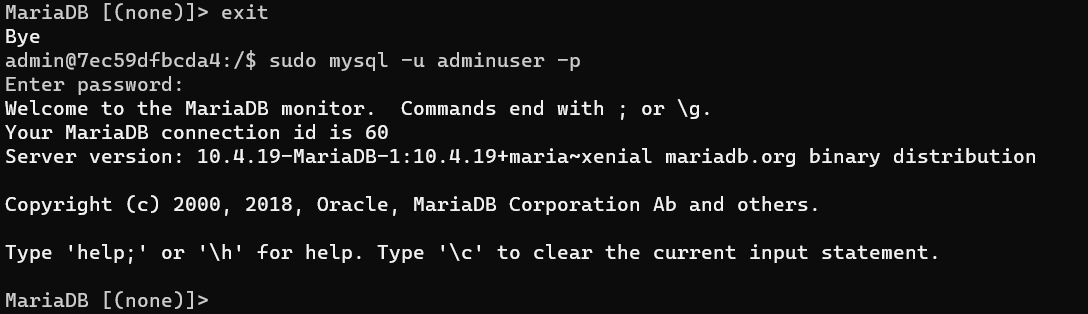 MariaDB [(none)]> exit
Bye
admin@7ec59dfbcda4:/$ sudo mysql -u adminuser -p
Enter password:
Welcome to the MariaDB monitor.  Commands end with ; or \g.
Your MariaDB connection id is 60
Server version: 10.4.19-MariaDB-1:10.4.19+maria~xenial mariadb.org binary distribution

Copyright (c) 2000, 2018, Oracle, MariaDB Corporation Ab and others.

Type 'help;' or '\h' for help. Type '\c' to clear the current input statement.

MariaDB [(none)]>